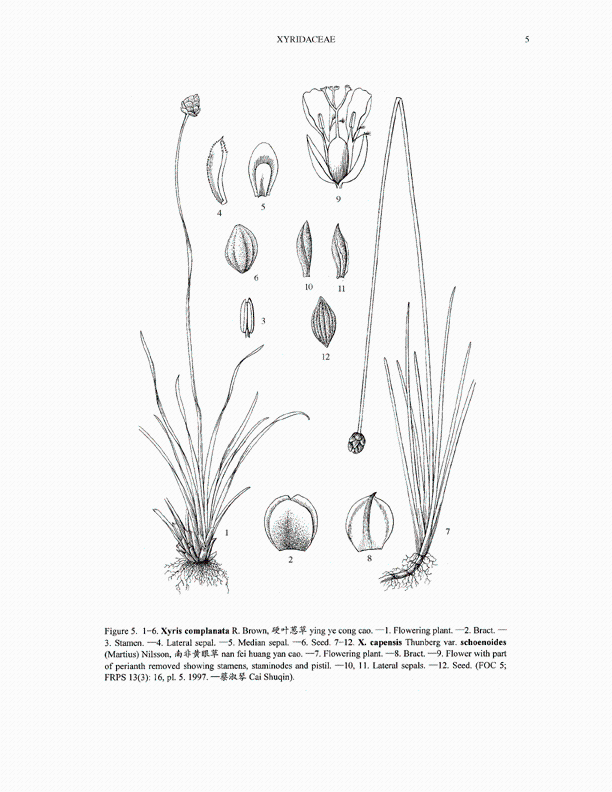 XYRIDACEAE 5
4
5
9
6
10
11
3
12
1
2
8
7
Figure 5. 1–6. Xyris complanata R. Brown, 硬叶葱草 ying ye cong cao. —1. Flowering plant. —2. Bract. —
3. Stamen. —4. Lateral sepal. —5. Median sepal. —6. Seed. 7–12. X. capensis Thunberg var. schoenoides
(Martius) Nilsson, 南非黄眼草 nan fei huang yan cao. —7. Flowering plant. —8. Bract. —9. Flower with part
of perianth removed showing stamens, staminodes and pistil. —10, 11. Lateral sepals. —12. Seed. (FOC 5;
FRPS 13(3): 16, pl. 5. 1997. —蔡淑琴 Cai Shuqin).